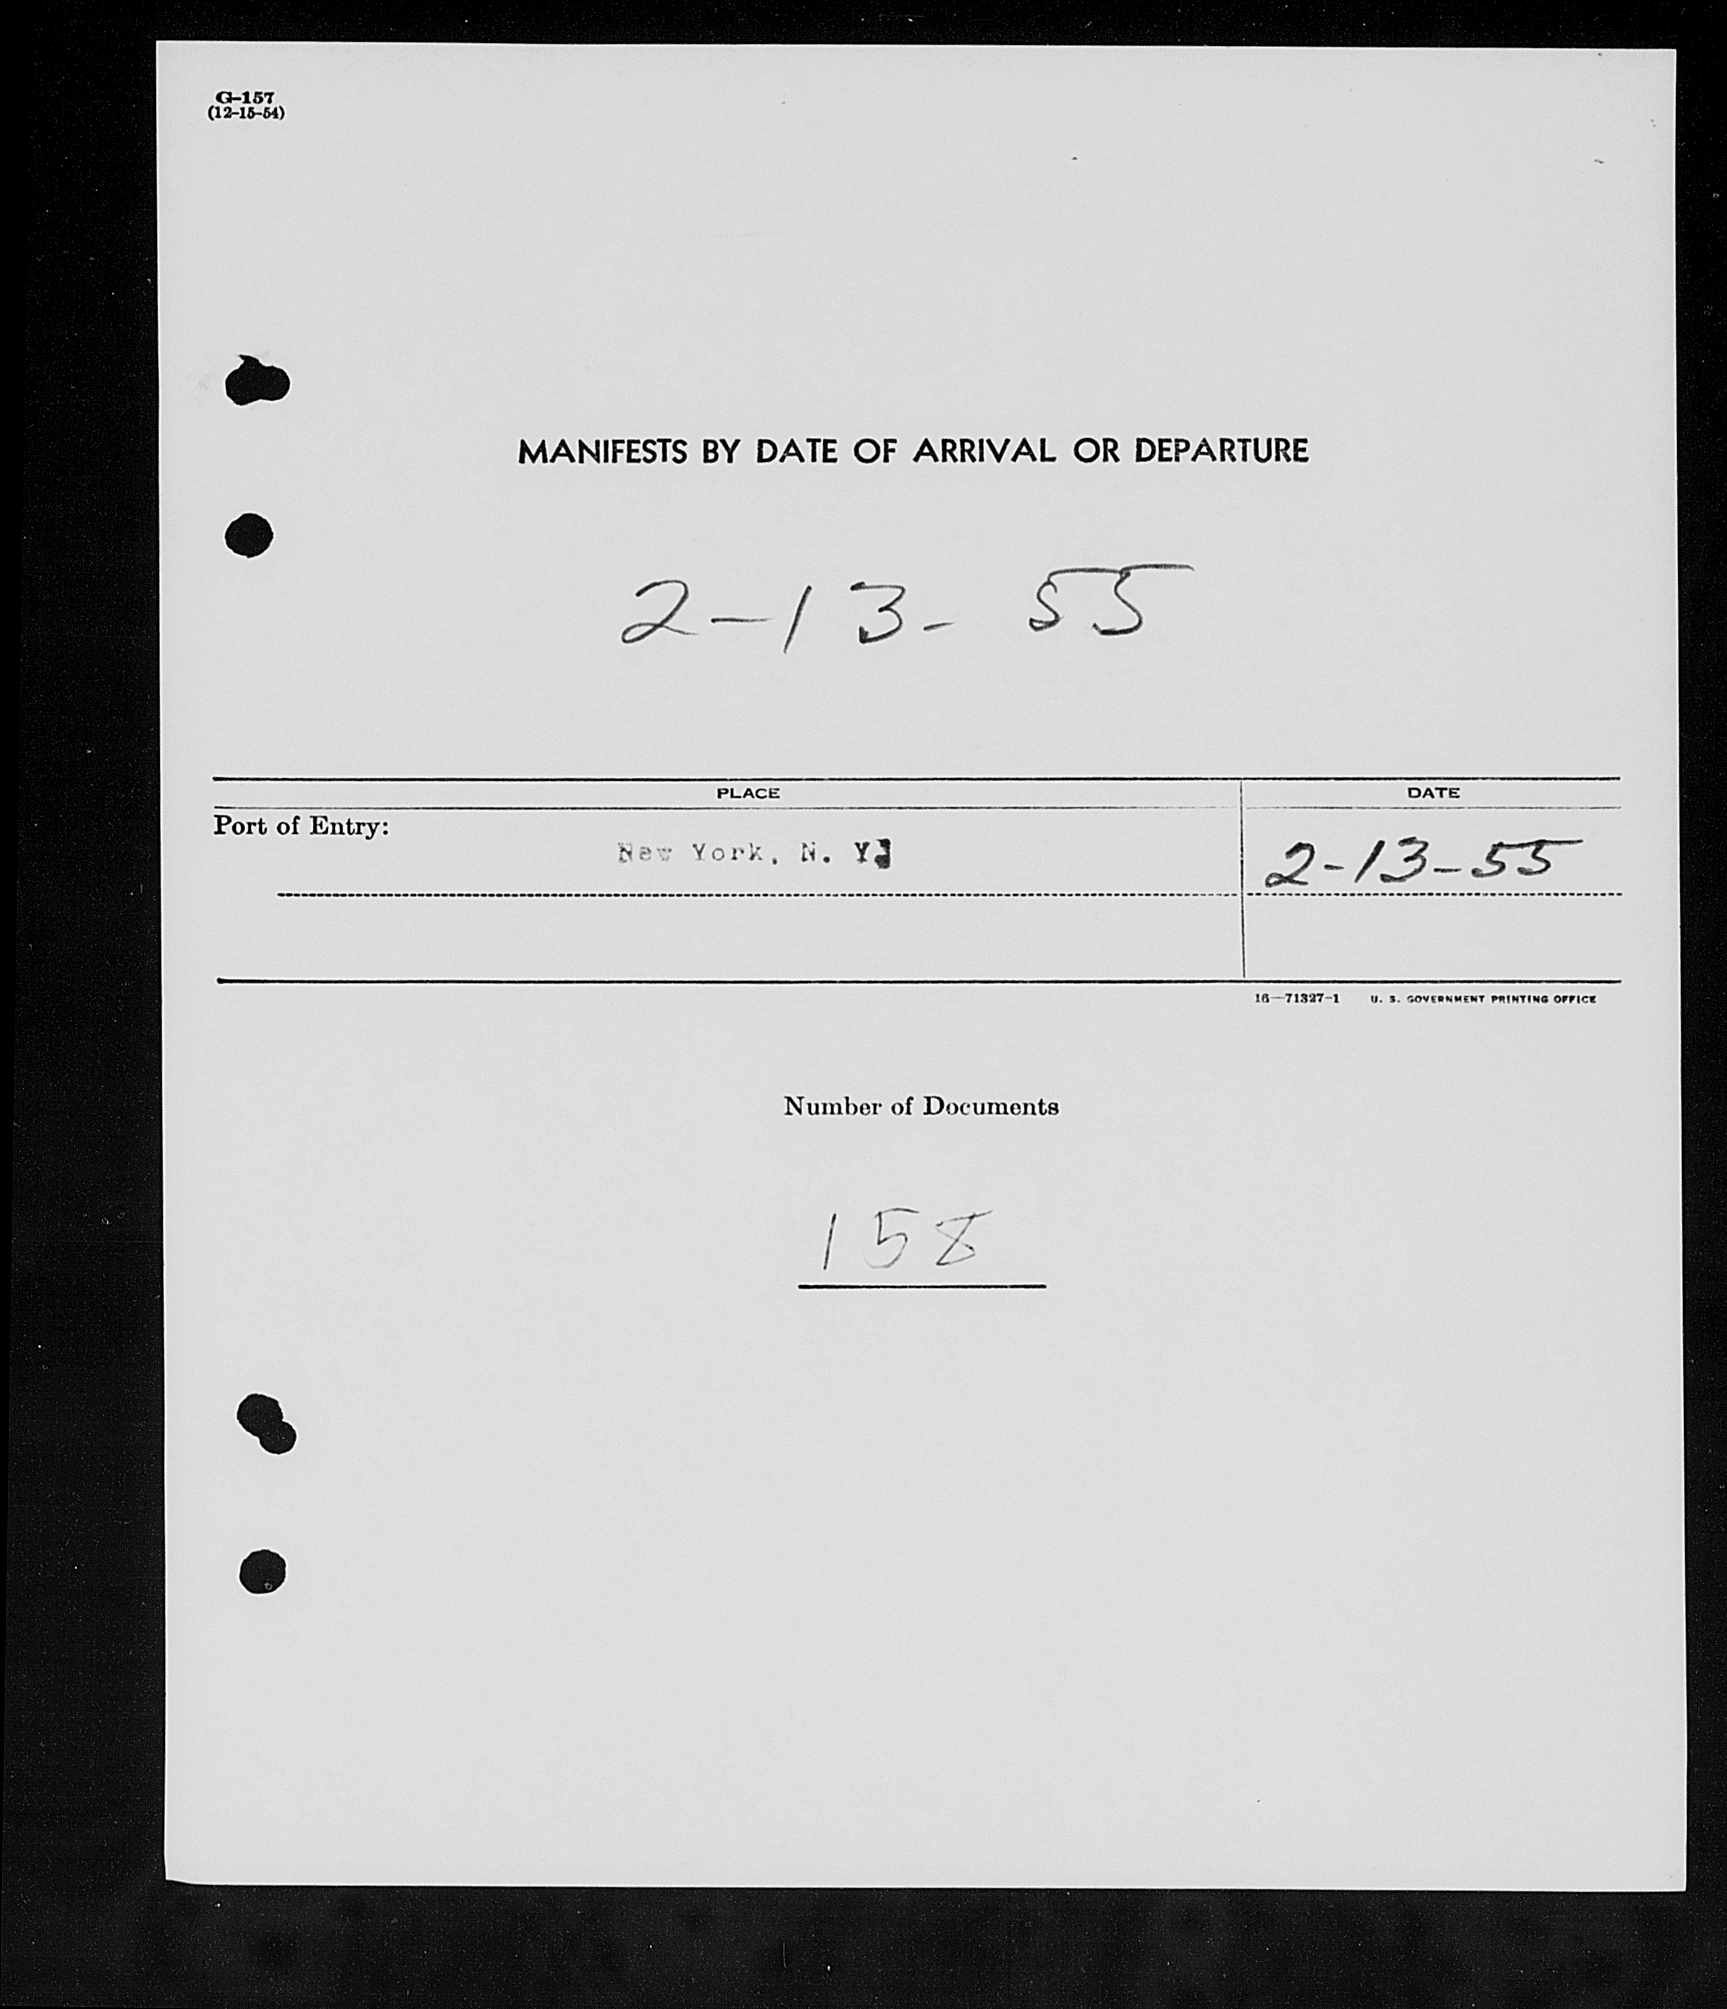 G-157
(12-15-54)
MANIFESTS BY DATE OF ARRIVAL OR DEPARTURE
2-13-55
PLACE DATE
Port of Entry:
New York, N. Y. 2-13-55
16—71327-1 U. S. GOVERNMENT PRINTING OFFICE
Number of Documents
158